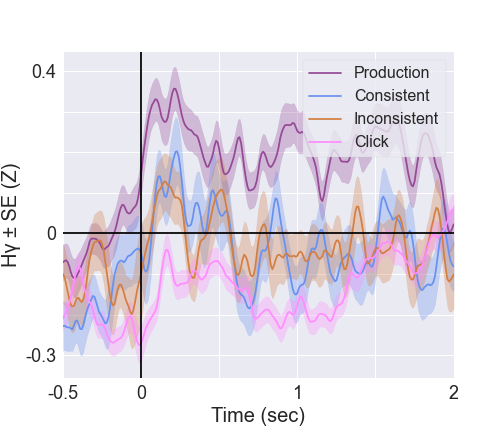 Production
Consistent
Inconsistent
Click
0.4
0
-0.3
Hγ ± SE (Z)
-0.5
0
1
2
Time (sec)